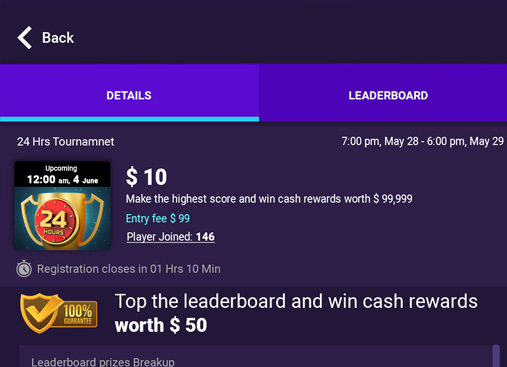 Back
DETAILS
LEADERBOARD
24 Hrs Tournamnet
7:00 pm, May 28 - 6:00 pm, May 29
Upcoming
12:00 am, 4 June
24
HOURS
$ 10
Make the highest score and win cash rewards worth $ 99,999
Entry fee $ 99
Player Joined: 146
Registration closes in 01 Hrs 10 Min
100%
GUARANTEE
Top the leaderboard and win cash rewards
worth $ 50
Leaderboard prizes Breakup